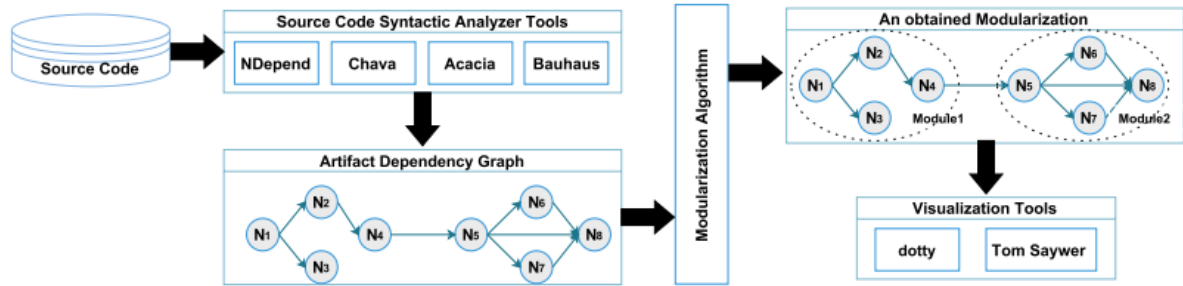 Source Code
Source Code Syntactic Analyzer Tools
NDepend
Chava
Acacia
Bauhaus
Artifact Dependency Graph
N1
N2
N3
N4
N5
N6
N7
N8
Modularization Algorithm
An obtained Modularization
N1
N2
N3
N4
Module1
N5
N6
N7
N8
Module2
Visualization Tools
dotty
Tom Saywer